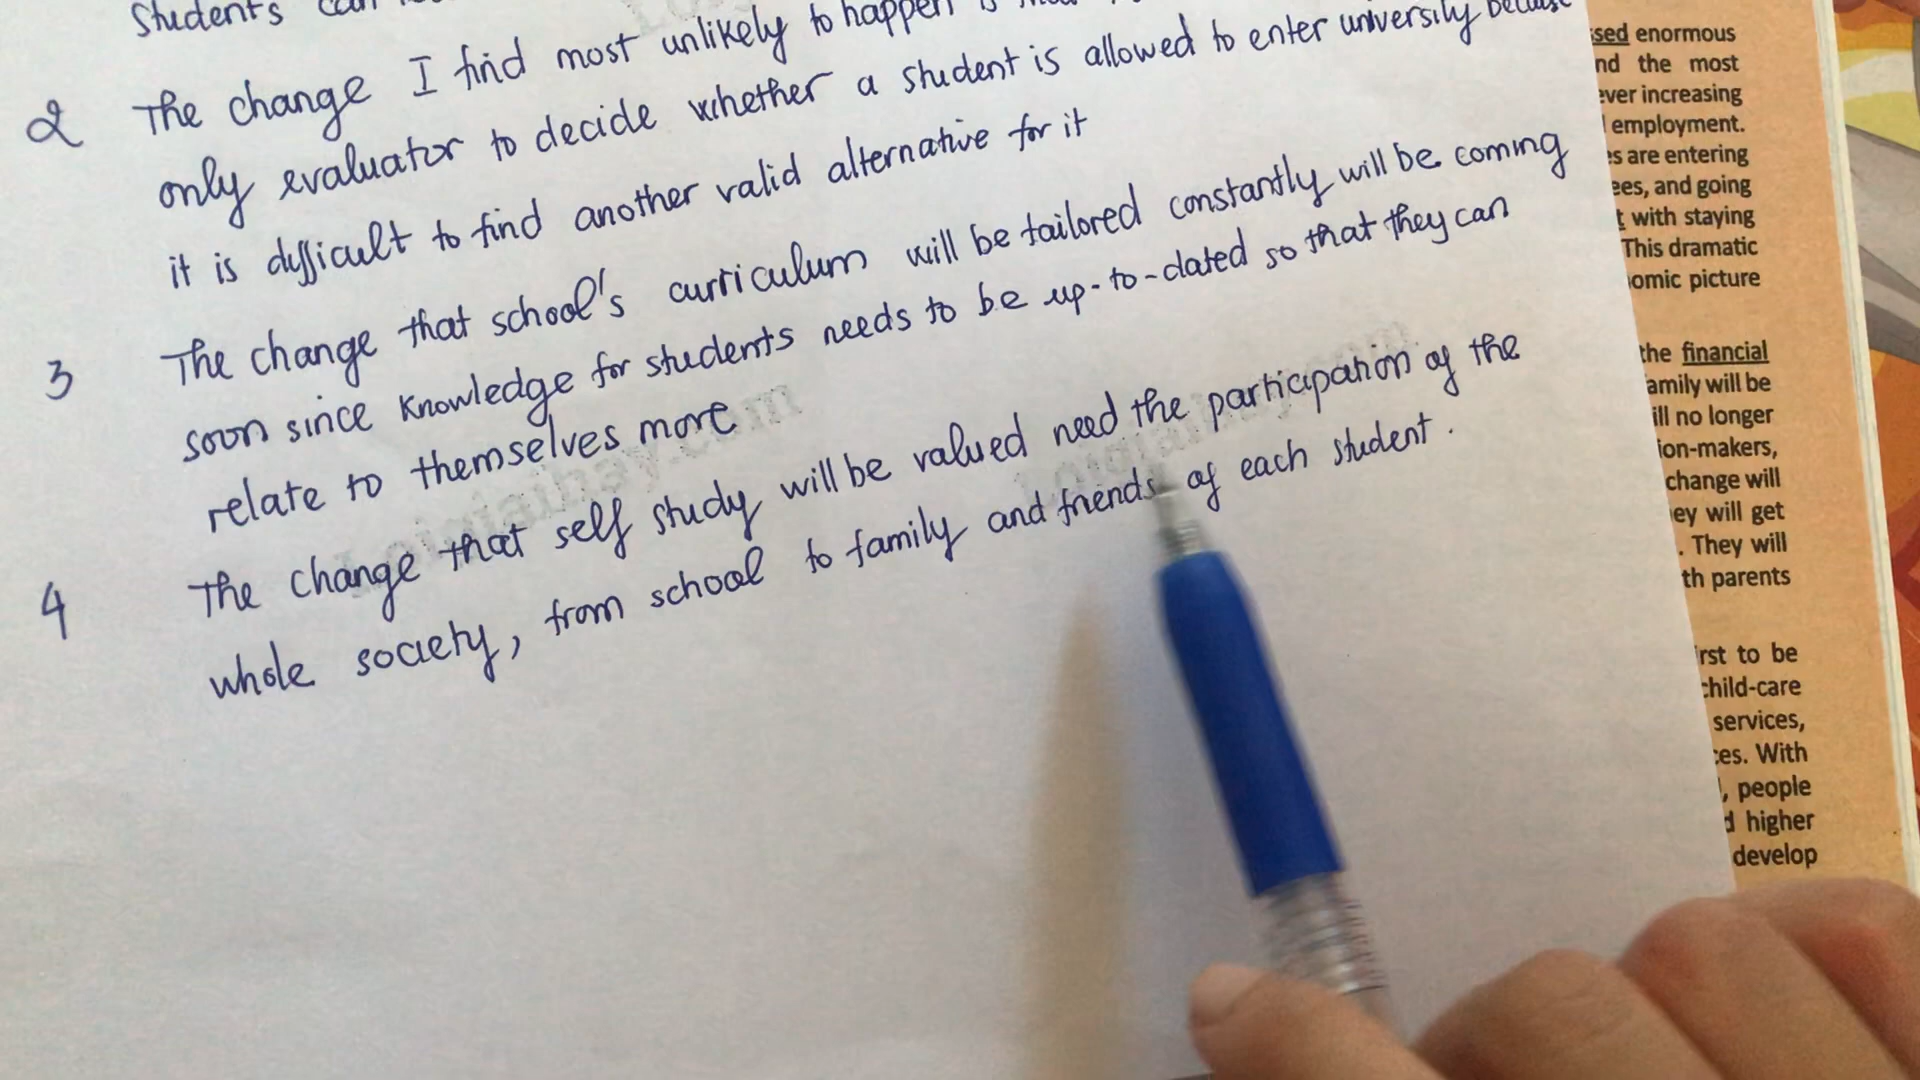 Students can
2 The change I find most unlikely to happen is
only evaluator to decide whether a student is allowed to enter university because
it is difficult to find another valid alternative for it
3 The change that school's curriculum will be tailored constantly will be coming
soon since knowledge for students needs to be up-to-dated so that they can
relate to themselves more
4 The change that self study will be valued need the participation of the
whole society, from school to family and friends of each student.
sed enormous
nd the most
ever increasing
employment.
es are entering
ees, and going
t with staying
This dramatic
omic picture
the financial
amily will be
ill no longer
ion-makers,
change will
ey will get
. They will
th parents
irst to be
child-care
services,
ces. With
, people
d higher
develop